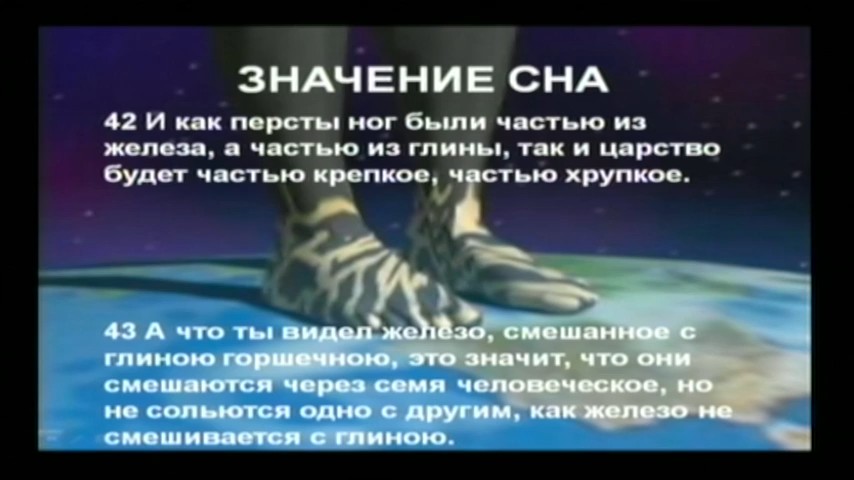 ЗНАЧЕНИЕ СНА
42 И как персты ног были частью из
железа, а частью из глины, так и царство
будет частью крепкое, частью хрупкое.
43 А что ты видел железо, смешанное с
глиною горшечною, это значит, что они
смешаются через семя человеческое, но
не сольются одно с другим, как железо не
смешивается с глиною.